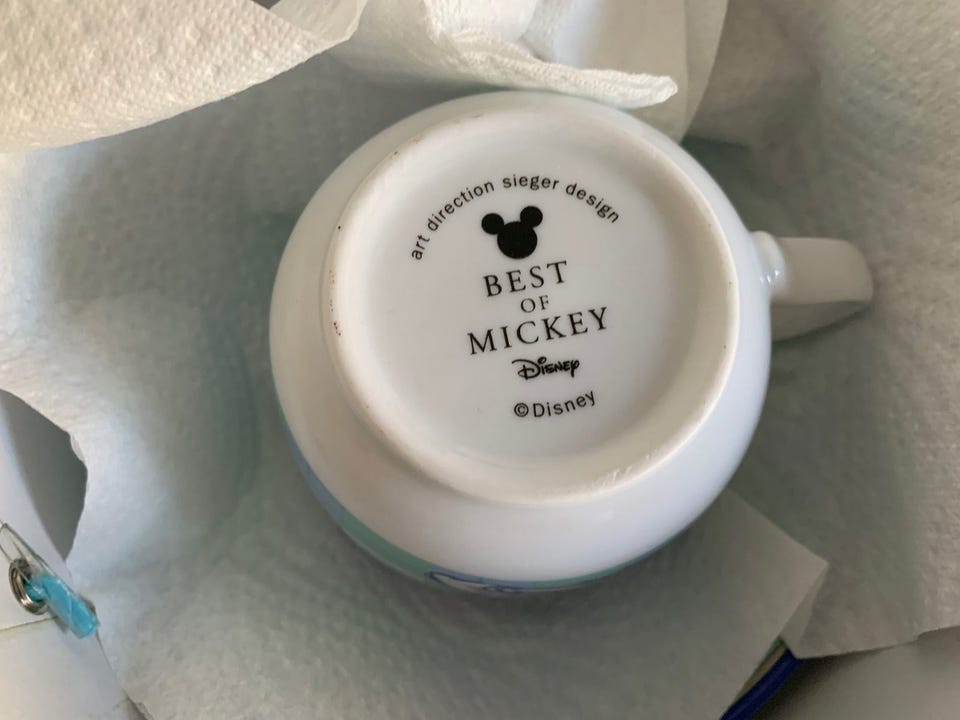 art direction sieger design
BEST
OF
MICKEY
Disney
©Disney